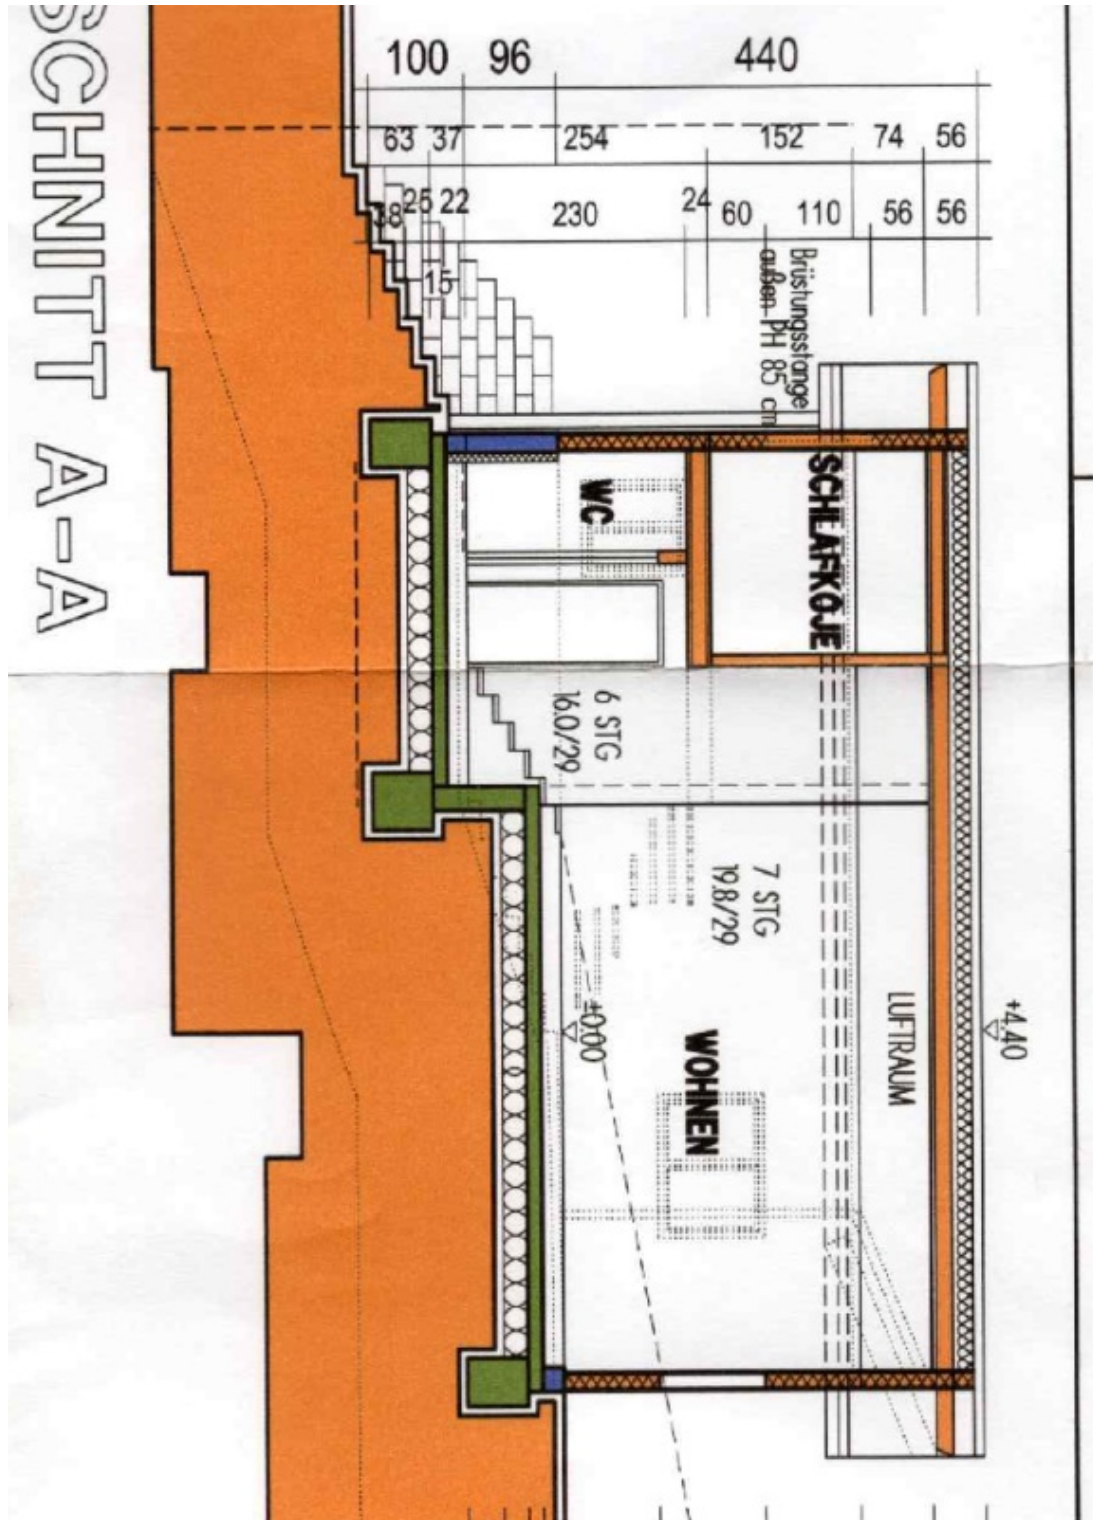 SCHNITT A-A
100 96 440
63 37 254 152 74 56
38 25 22 230 24 60 110 56 56
15
Brüstungsstange
außen PH 85 cm
WC
SCHLAFKOJE
6 STG
16.0/29
7 STG
19.8/29
±0.00
WOHNEN
LUFTRAUM
+4.40